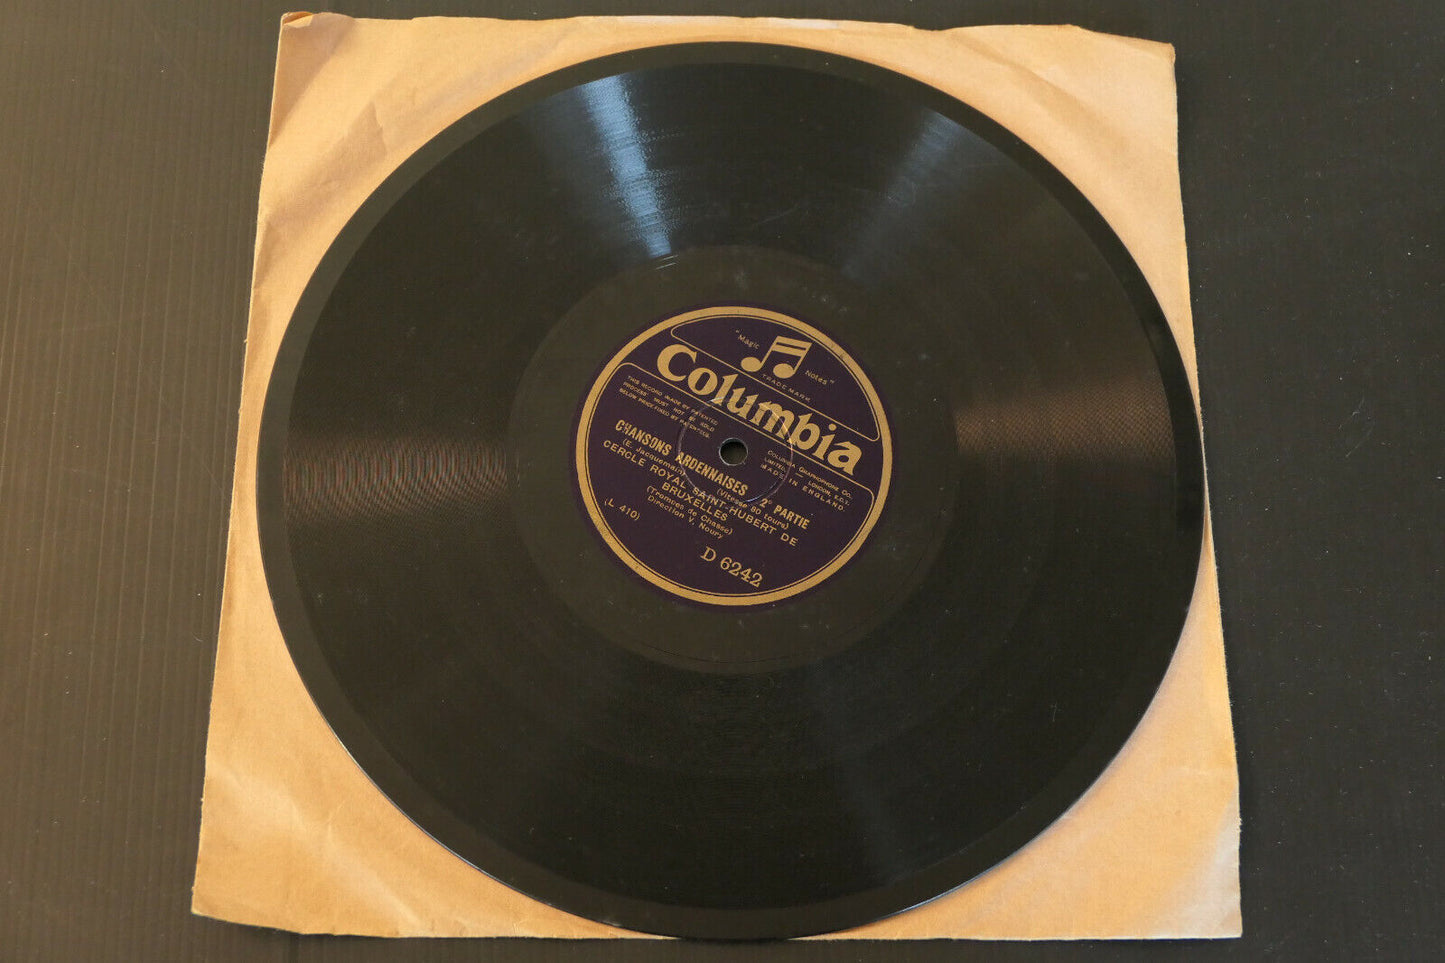 "Magic Notes"
TRADE MARK
Columbia
THIS RECORD MADE BY PATENTED
PROCESS MUST NOT BE SOLD
BELOW PRICE FIXED BY PATENTEES.
COLUMBIA GRAPHOPHONE CO.
LIMITED. LONDON, E.C.1.
MADE IN ENGLAND.
CHANSONS ARDENNAISES 2e PARTIE
(E. Jacquemain) (Vitesse 80 tours)
CERCLE ROYAL SAINT-HUBERT DE
BRUXELLES
(Trompes de Chasse)
Direction V. Noury
(L 410)
D 6242